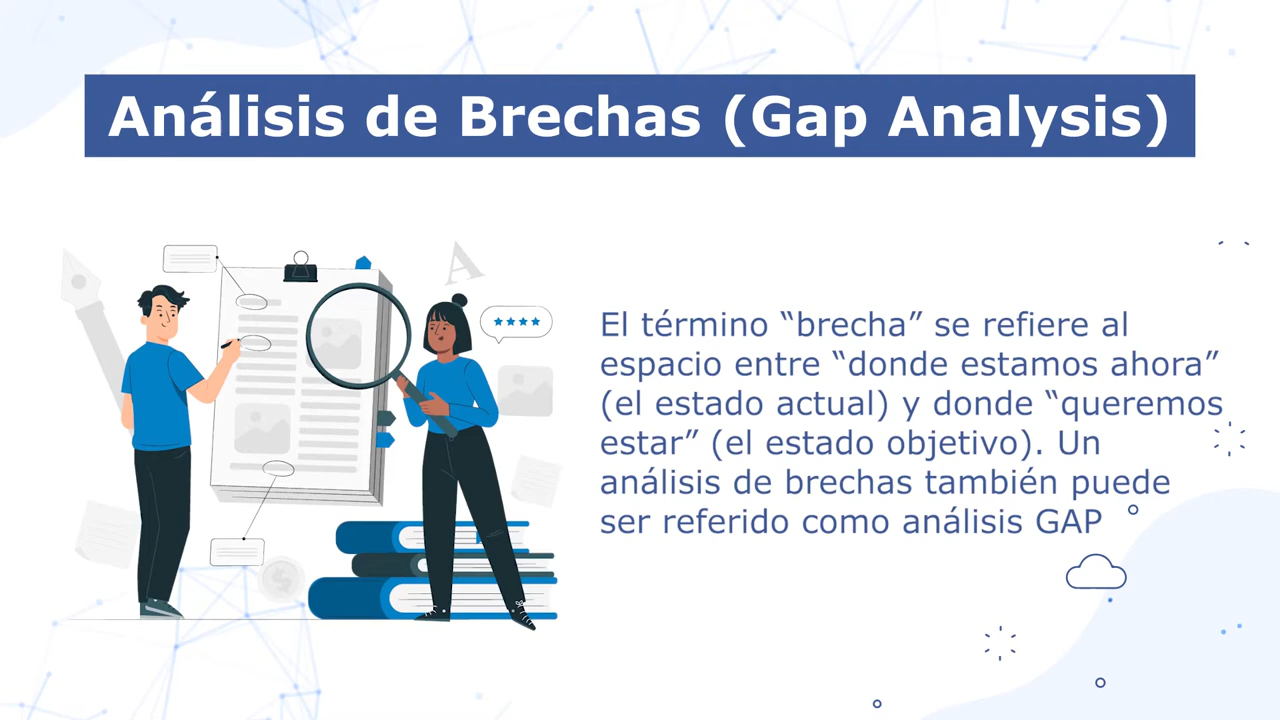 Análisis de Brechas (Gap Analysis)
A
El término “brecha” se refiere al
espacio entre “donde estamos ahora”
(el estado actual) y donde “queremos
estar” (el estado objetivo). Un
análisis de brechas también puede
ser referido como análisis GAP
$